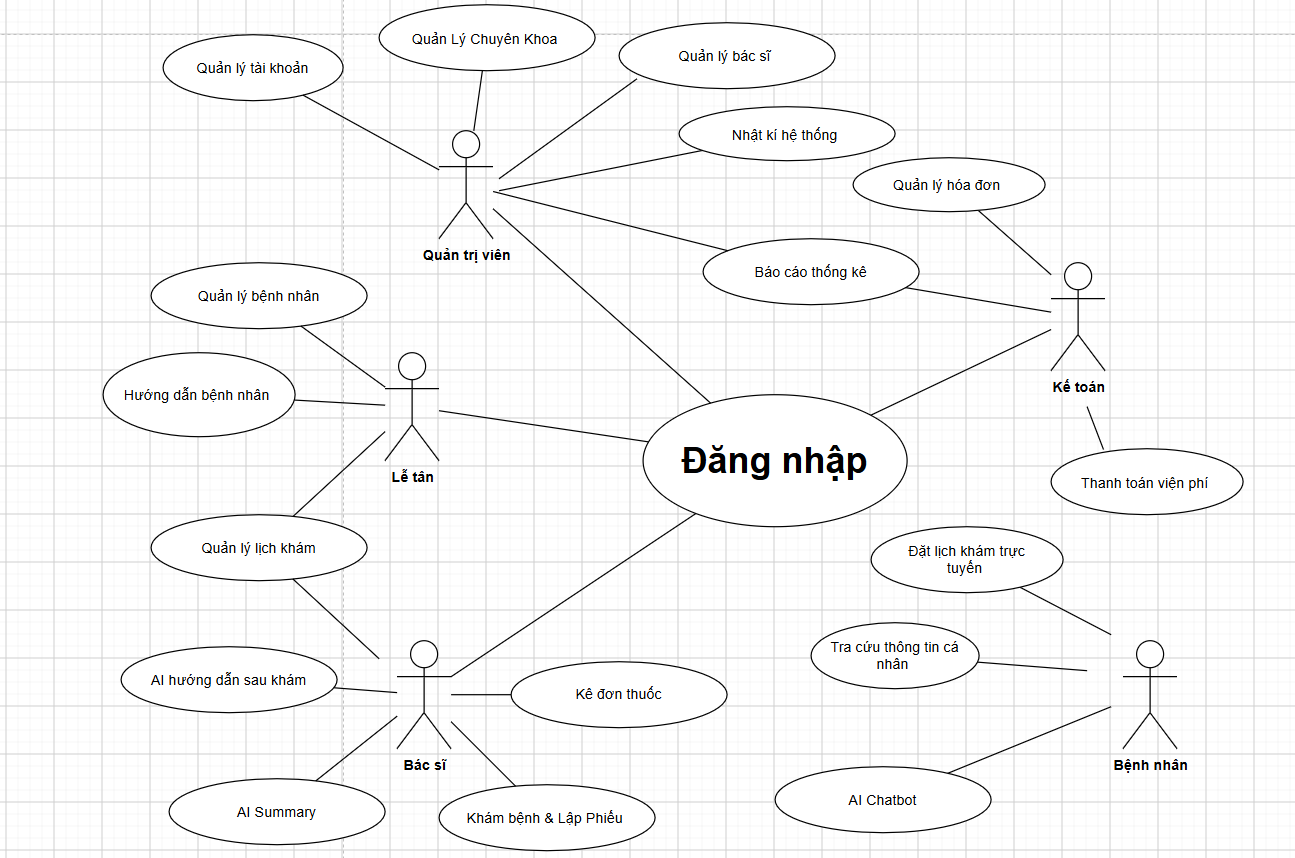 Quản Lý Chuyên Khoa
Quản lý bác sĩ
Quản lý tài khoản
Nhật kí hệ thống
Quản lý hóa đơn
Quản trị viên
Báo cáo thống kê
Quản lý bệnh nhân
Kế toán
Hướng dẫn bệnh nhân
Lễ tân
Đăng nhập
Thanh toán viện phí
Quản lý lịch khám
Đặt lịch khám trực
tuyến
Tra cứu thông tin cá
nhân
AI hướng dẫn sau khám
Kê đơn thuốc
Bác sĩ
Bệnh nhân
AI Summary
Khám bệnh & Lập Phiếu
AI Chatbot